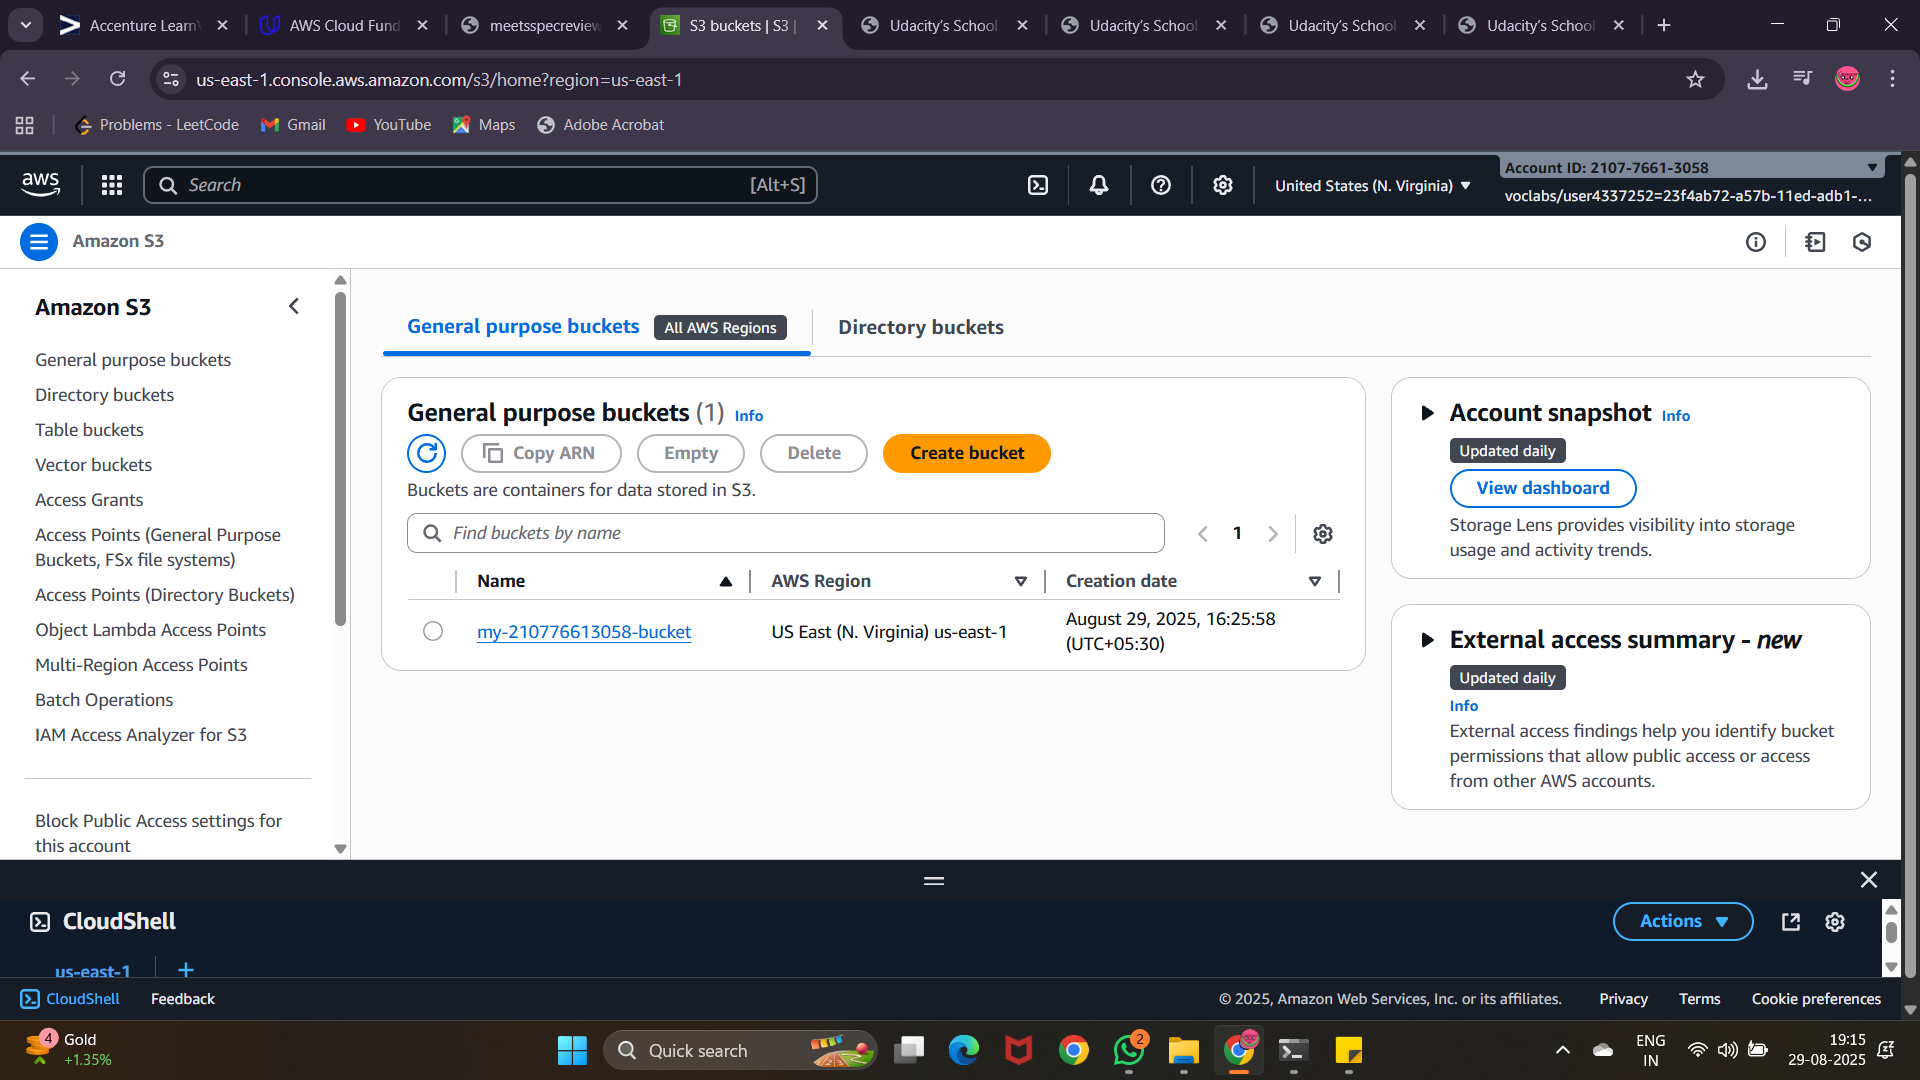 Accenture Learn
AWS Cloud Fund
meetsspecreview
S3 buckets | S3 |
Udacity's School
Udacity's School
Udacity's School
Udacity's School
us-east-1.console.aws.amazon.com/s3/home?region=us-east-1
Problems - LeetCode
Gmail
YouTube
Maps
Adobe Acrobat
aws
Search
[Alt+S]
United States (N. Virginia)
Account ID: 2107-7661-3058
voclabs/user4337252=23f4ab72-a57b-11ed-adb1-...
Amazon S3
Amazon S3
General purpose buckets
Directory buckets
Table buckets
Vector buckets
Access Grants
Access Points (General Purpose
Buckets, FSx file systems)
Access Points (Directory Buckets)
Object Lambda Access Points
Multi-Region Access Points
Batch Operations
IAM Access Analyzer for S3
Block Public Access settings for
this account
General purpose buckets
All AWS Regions
Directory buckets
General purpose buckets (1) Info
Copy ARN
Empty
Delete
Create bucket
Buckets are containers for data stored in S3.
Find buckets by name
1
Name
AWS Region
Creation date
my-210776613058-bucket
US East (N. Virginia) us-east-1
August 29, 2025, 16:25:58
(UTC+05:30)
Account snapshot Info
Updated daily
View dashboard
Storage Lens provides visibility into storage
usage and activity trends.
External access summary - new
Updated daily
Info
External access findings help you identify bucket
permissions that allow public access or access
from other AWS accounts.
CloudShell
Actions
us-east-1
CloudShell
Feedback
© 2025, Amazon Web Services, Inc. or its affiliates.
Privacy
Terms
Cookie preferences
4
Gold
+1.35%
Quick search
2
ENG
IN
19:15
29-08-2025